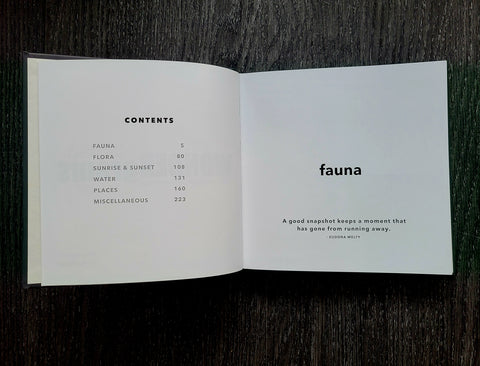 CONTENTS
FAUNA 5
FLORA 80
SUNRISE & SUNSET 108
WATER 131
PLACES 160
MISCELLANEOUS 223
fauna
A good snapshot keeps a moment that
has gone from running away.
- EUDORA WELTY